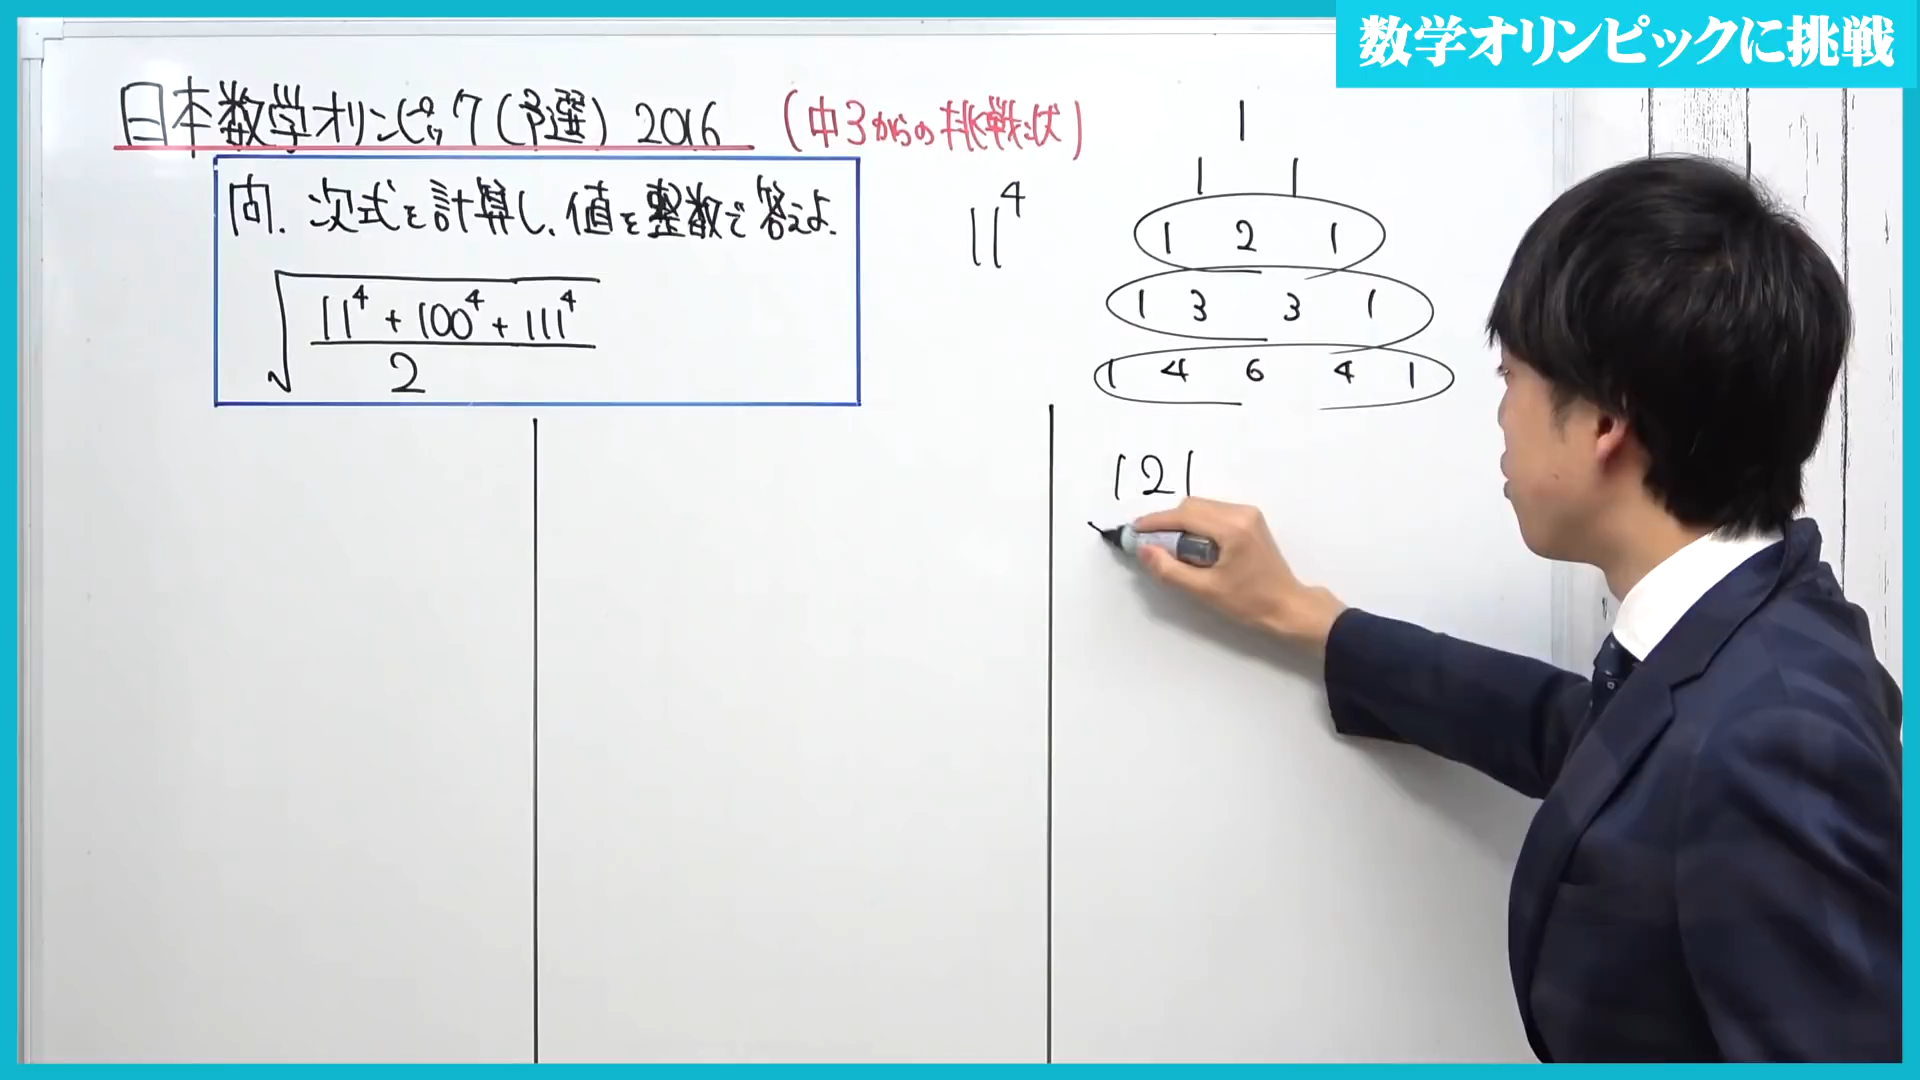 数学オリンピックに挑戦
日本数学オリンピック(予選) 2016 (中3からの挑戦状)
問. 次式を計算し、値を整数で答えよ.
√((11⁴ + 100⁴ + 111⁴)/2)
11⁴
1
1 1
1 2 1
1 3 3 1
1 4 6 4 1
121